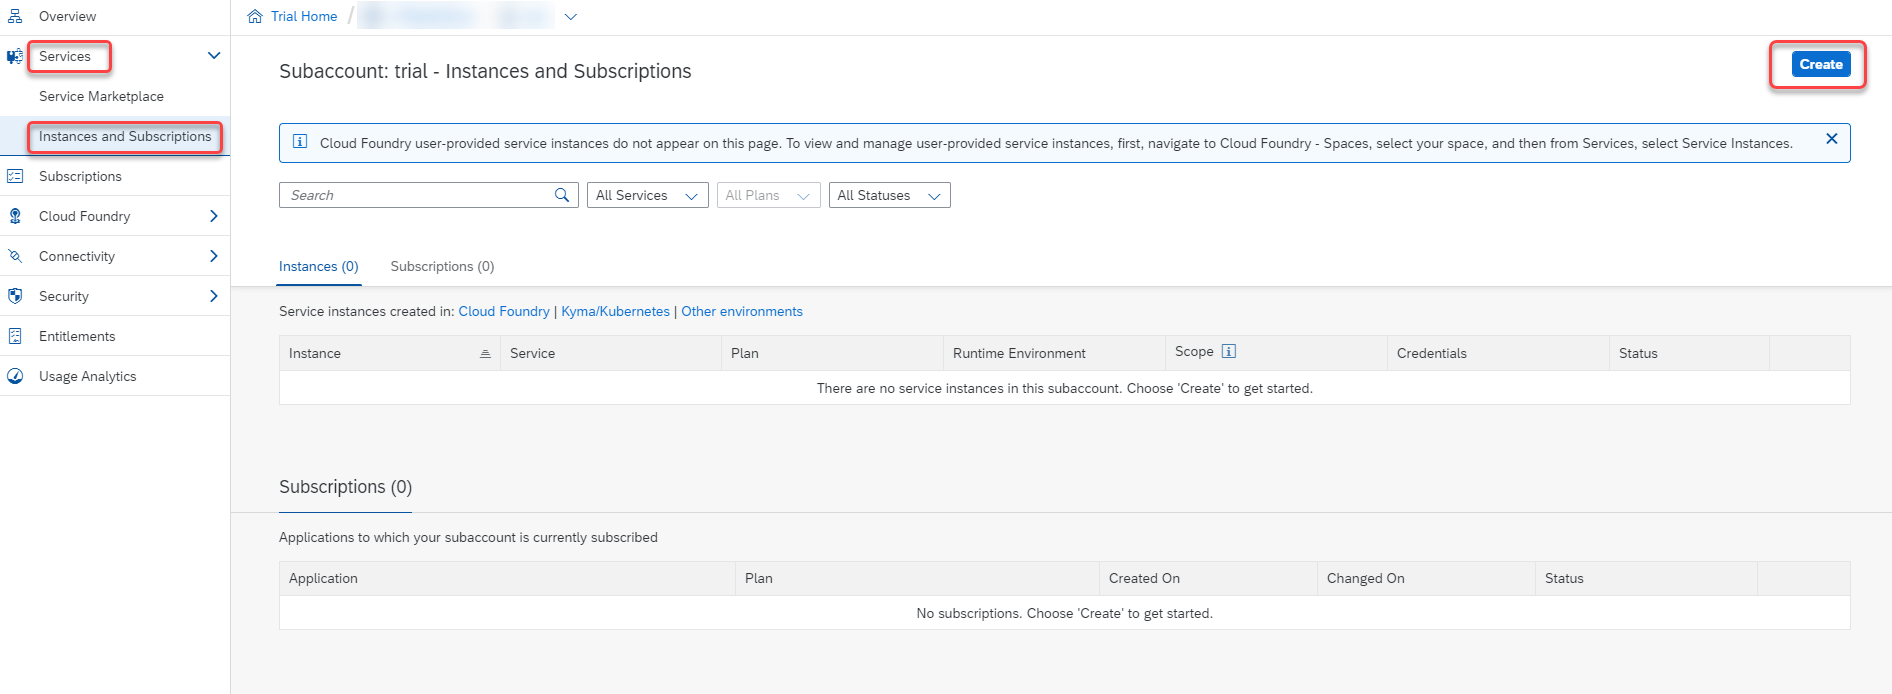 Overview
Services
Service Marketplace
Instances and Subscriptions
Subscriptions
Cloud Foundry
Connectivity
Security
Entitlements
Usage Analytics
Trial Home /
Subaccount: trial - Instances and Subscriptions
Create
Cloud Foundry user-provided service instances do not appear on this page. To view and manage user-provided service instances, first, navigate to Cloud Foundry - Spaces, select your space, and then from Services, select Service Instances.
Search All Services All Plans All Statuses
Instances (0) Subscriptions (0)
Service instances created in: Cloud Foundry | Kyma/Kubernetes | Other environments
Instance Service Plan Runtime Environment Scope Credentials Status
There are no service instances in this subaccount. Choose 'Create' to get started.
Subscriptions (0)
Applications to which your subaccount is currently subscribed
Application Plan Created On Changed On Status
No subscriptions. Choose 'Create' to get started.